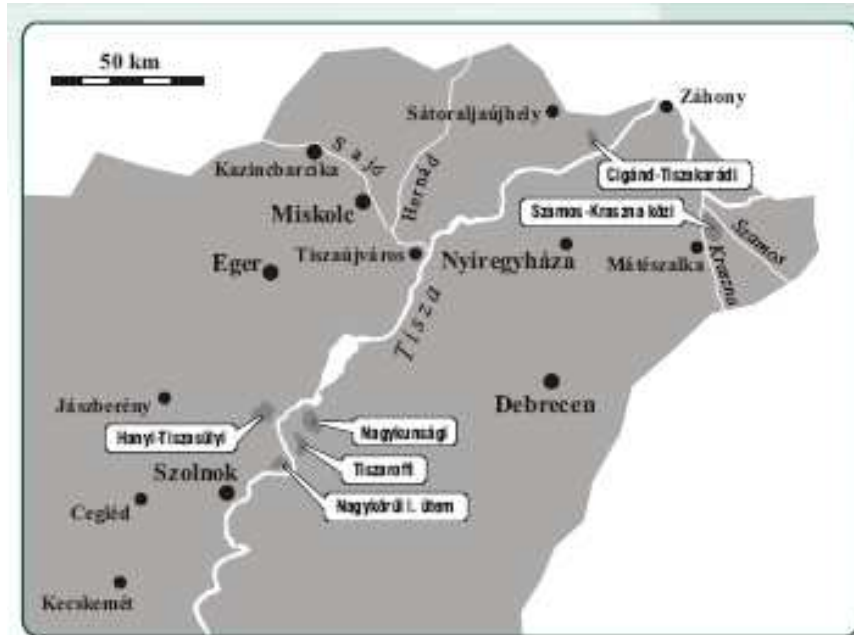 50 km
Záhony
Sátoraljaújhely
Cigánd-Tiszakarádi
Kazincbarcika
Sajó
Hernád
Miskolc
Szamos-Kraszna közi
Szamos
Tiszaújváros
Nyíregyháza
Mátészalka
Kraszna
Eger
Tisza
Debrecen
Jászberény
Hanyi-Tiszasülyi
Nagykunsági
Tiszaroffi
Szolnok
Nagykörűi I. ütem
Cegléd
Kecskemét